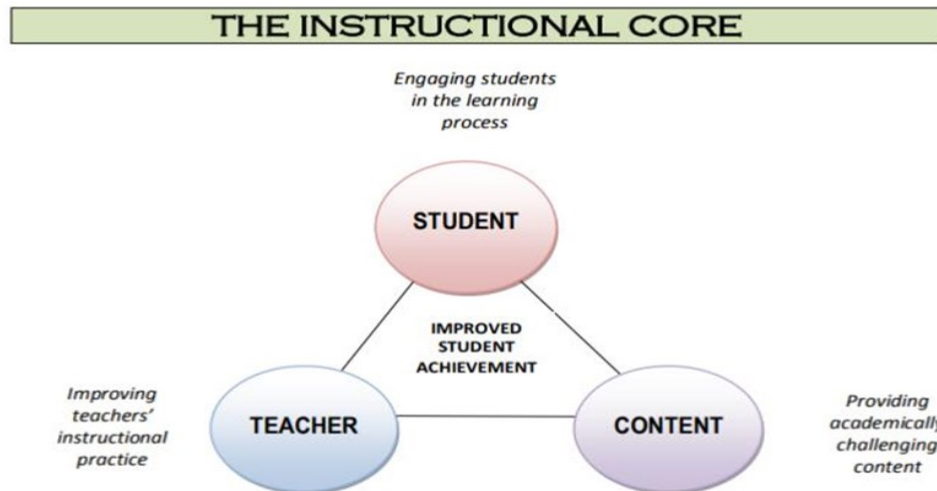 THE INSTRUCTIONAL CORE
Engaging students
in the learning
process
STUDENT
IMPROVED
STUDENT
ACHIEVEMENT
Improving
teachers’
instructional
practice
TEACHER
CONTENT
Providing
academically
challenging
content